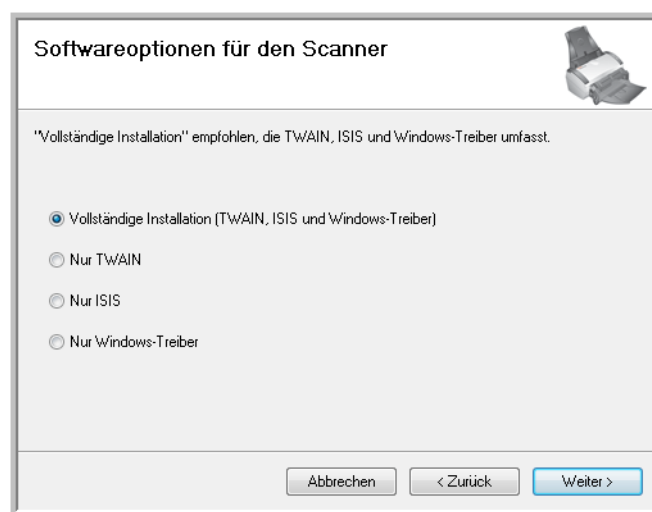 Softwareoptionen für den Scanner
"Vollständige Installation" empfohlen, die TWAIN, ISIS und Windows-Treiber umfasst.
Vollständige Installation (TWAIN, ISIS und Windows-Treiber)
Nur TWAIN
Nur ISIS
Nur Windows-Treiber
Abbrechen < Zurück Weiter >